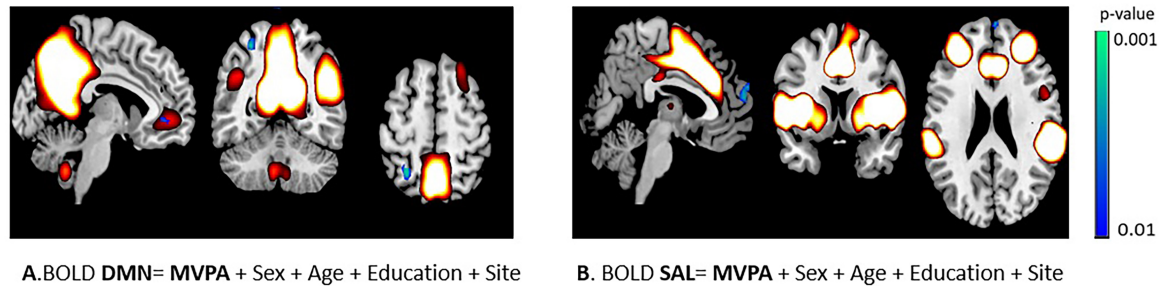 p-value
0.001
0.01
A.BOLD DMN= MVPA + Sex + Age + Education + Site
B. BOLD SAL= MVPA + Sex + Age + Education + Site